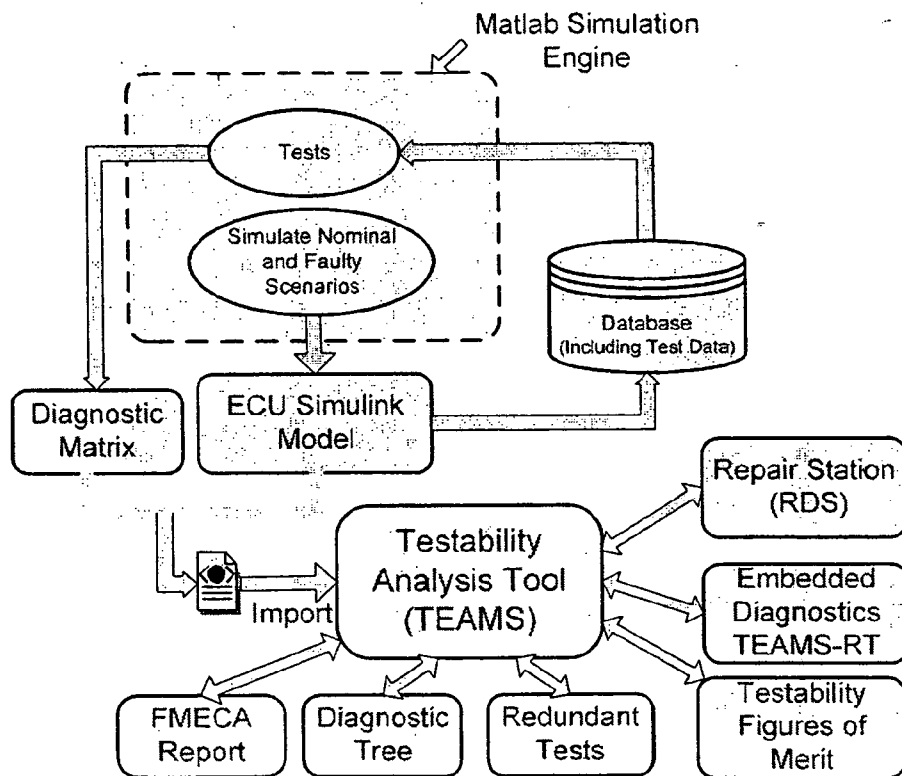 Matlab Simulation
Engine
Tests
Simulate Nominal
and Faulty
Scenarios
Database
(Including Test Data)
Diagnostic
Matrix
ECU Simulink
Model
Repair Station
(RDS)
Testability
Analysis Tool
(TEAMS)
Import
Embedded
Diagnostics
TEAMS-RT
FMECA
Report
Diagnostic
Tree
Redundant
Tests
Testability
Figures of
Merit